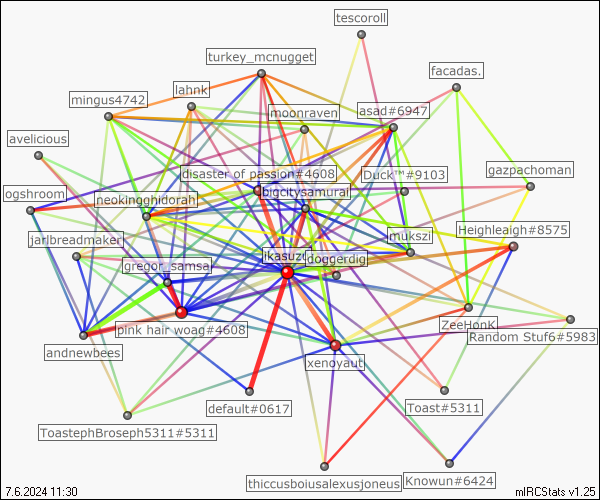 tescoroll
turkey_mcnugget
facadas.
lahnk
mingus4742
moonraven
asad#6947
avelicious
disaster of passion#4608
Duck™#9103
gazpachoman
ogshroom
neokingghidorah
bigcitysamurai
Heighleaigh#8575
jarlbreadmaker
mukszi
ikasuzu
doggerdig
gregor_samsa
pink hair woag#4608
ZeeHonk
Random Stuf6#5983
andnewbees
xenoyaut
default#0617
Toast#5311
ToastephBroseph5311#5311
thiccusboiusalexusjoneus
Knowun#6424
7.6.2024 11:30
mIRCStats v1.25